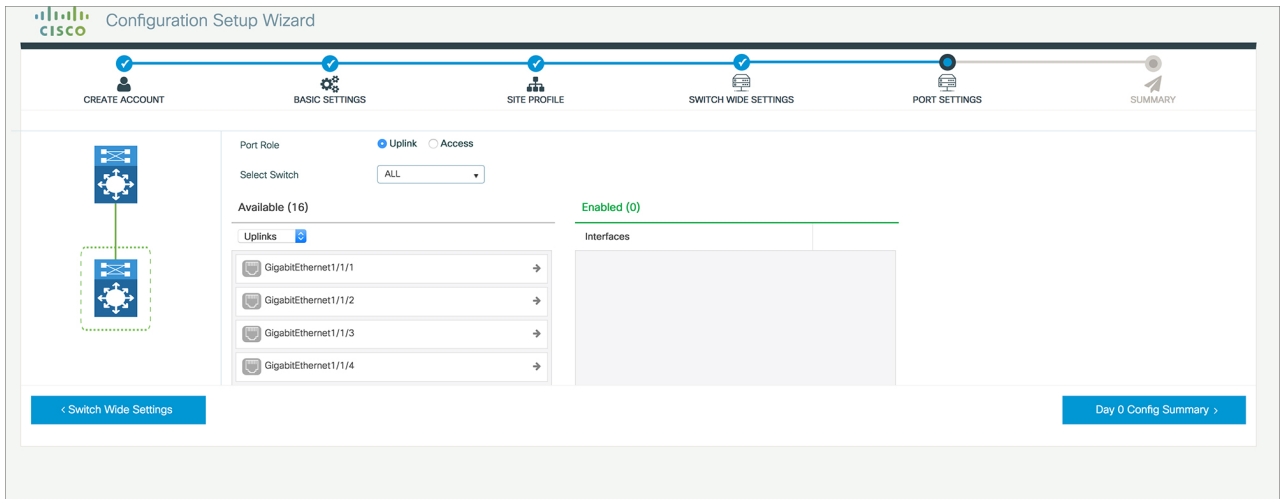 CISCO
Configuration Setup Wizard
CREATE ACCOUNT
BASIC SETTINGS
SITE PROFILE
SWITCH WIDE SETTINGS
PORT SETTINGS
SUMMARY
Port Role
Uplink
Access
Select Switch
ALL
Available (16)
Enabled (0)
Uplinks
Interfaces
GigabitEthernet1/1/1
GigabitEthernet1/1/2
GigabitEthernet1/1/3
GigabitEthernet1/1/4
< Switch Wide Settings
Day 0 Config Summary >